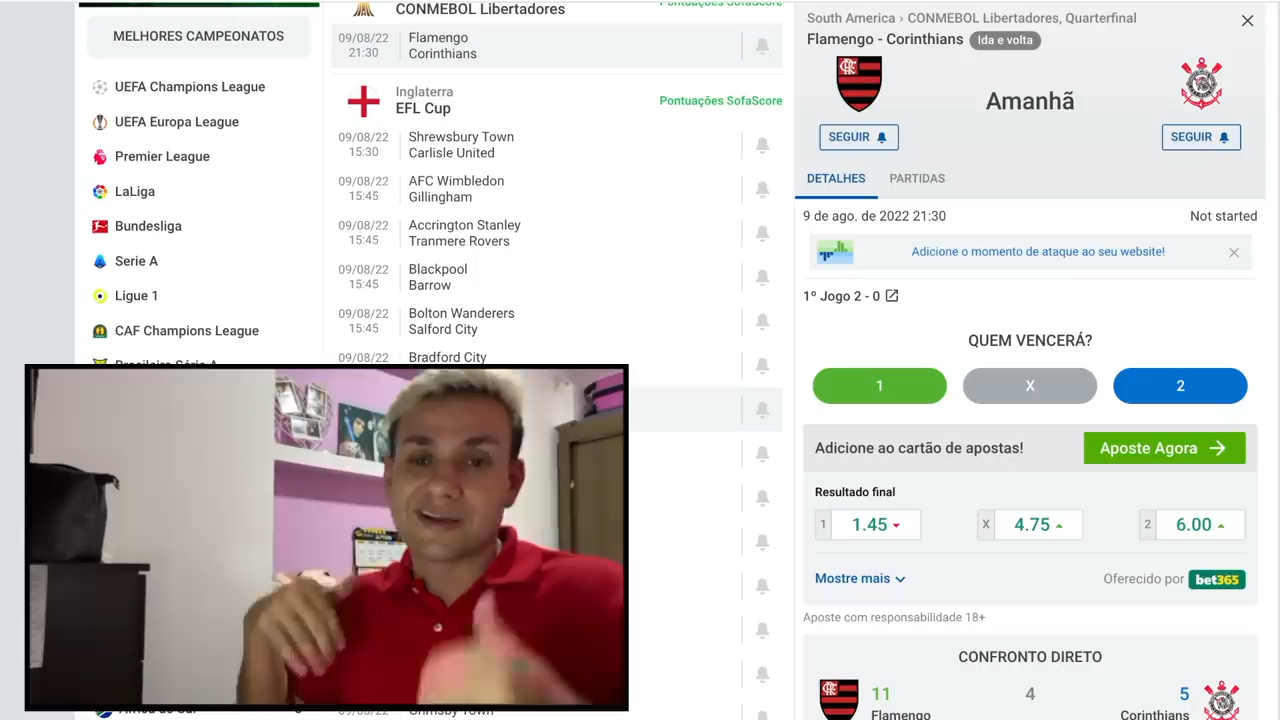 MELHORES CAMPEONATOS
UEFA Champions League
UEFA Europa League
Premier League
LaLiga
Bundesliga
Serie A
Ligue 1
CAF Champions League
Brasileiro Série A
CONMEBOL Libertadores
Pontuações SofaScore
09/08/22
21:30
Flamengo
Corinthians
Inglaterra
EFL Cup
Pontuações SofaScore
09/08/22
15:30
Shrewsbury Town
Carlisle United
09/08/22
15:45
AFC Wimbledon
Gillingham
09/08/22
15:45
Accrington Stanley
Tranmere Rovers
09/08/22
15:45
Blackpool
Barrow
09/08/22
15:45
Bolton Wanderers
Salford City
09/08/22
Bradford City
Grimsby Town
South America › CONMEBOL Libertadores, Quarterfinal
Flamengo - Corinthians Ida e volta
Amanhã
SEGUIR
SEGUIR
DETALHES PARTIDAS
9 de ago. de 2022 21:30 Not started
Adicione o momento de ataque ao seu website!
1º Jogo 2 - 0
QUEM VENCERÁ?
1 X 2
Adicione ao cartão de apostas! Aposte Agora
Resultado final
1 1.45 X 4.75 2 6.00
Mostre mais Oferecido por bet365
Aposte com responsabilidade 18+
CONFRONTO DIRETO
11 4 5
Flamengo Corinthians